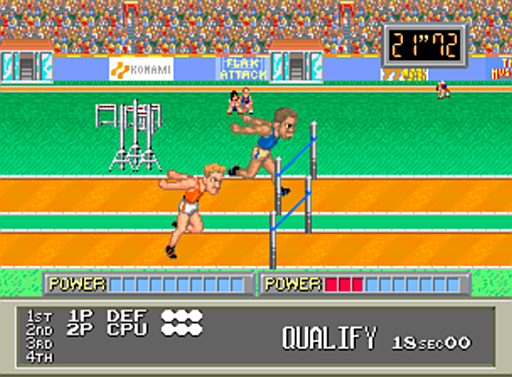 21"72
KONAMI
FLAK
ATTACK
POWER
POWER
1ST 1P DEF
2ND 2P CPU
3RD
4TH
QUALIFY 18SEC00